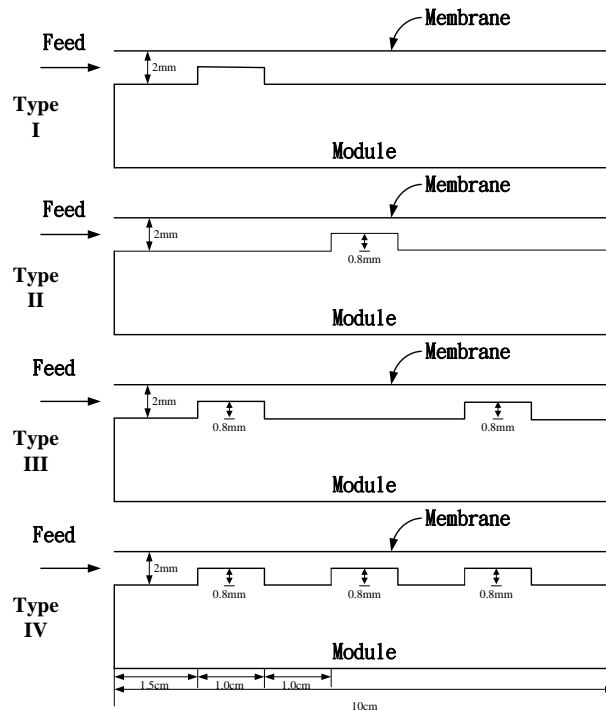 Membrane
Feed
2mm
Type
I
Module
Membrane
Feed
2mm
0.8mm
Type
II
Module
Membrane
Feed
2mm
0.8mm
0.8mm
Type
III
Module
Membrane
Feed
2mm
0.8mm
0.8mm
0.8mm
Type
IV
Module
1.5cm
1.0cm
1.0cm
10cm